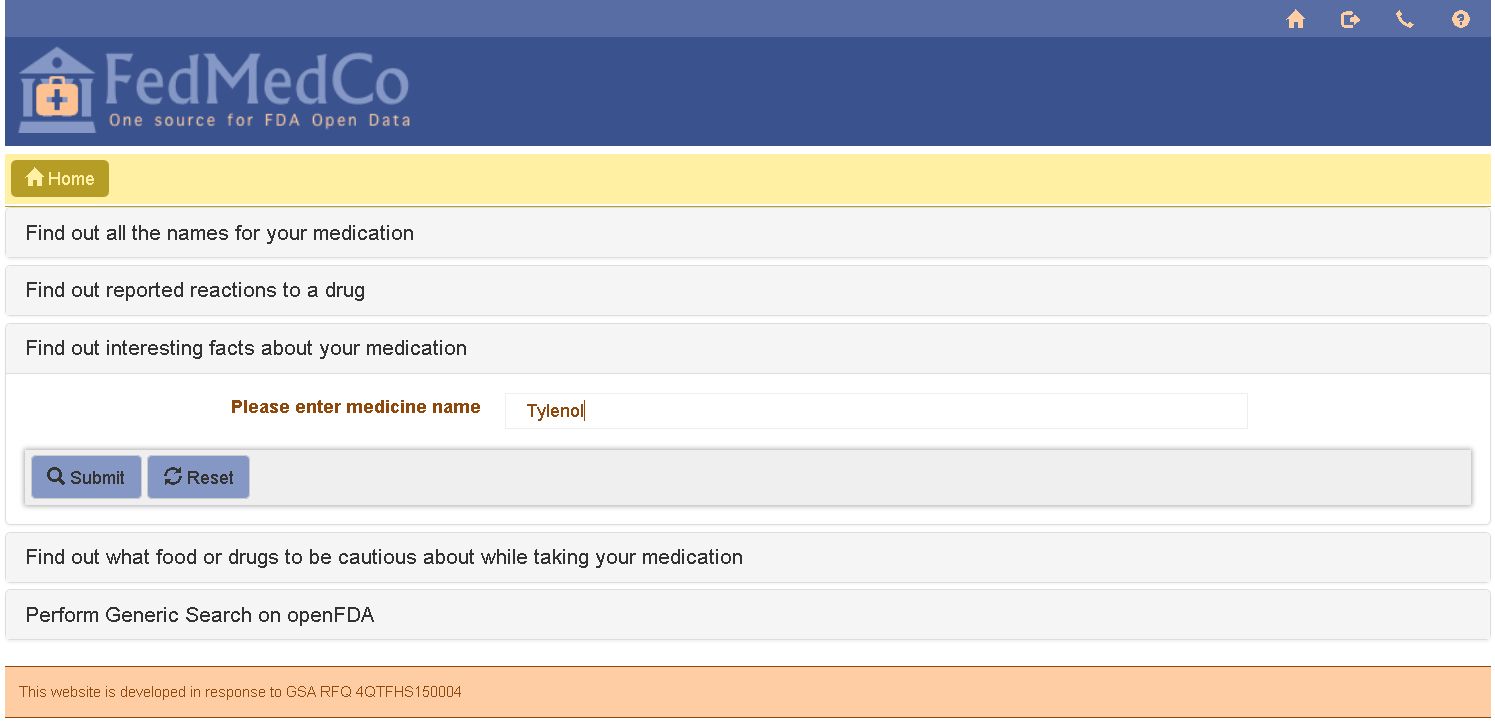 FedMedCo
One source for FDA Open Data
Home
Find out all the names for your medication
Find out reported reactions to a drug
Find out interesting facts about your medication
Please enter medicine name
Tylenol
Submit Reset
Find out what food or drugs to be cautious about while taking your medication
Perform Generic Search on openFDA
This website is developed in response to GSA RFQ 4QTFHS150004